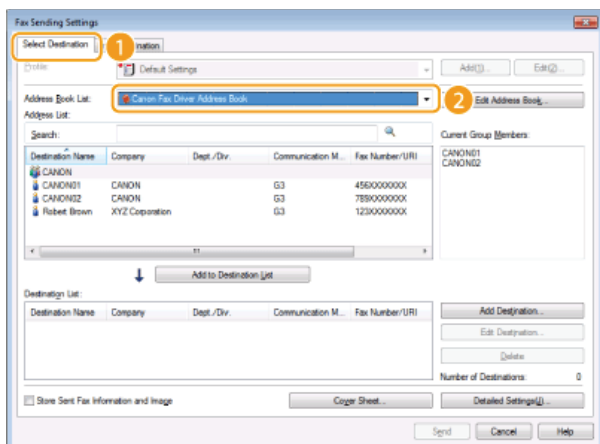 Fax Sending Settings
Select Destination 1 ination
Profile: Default Settings Add(1)... Edit(2)...
Address Book List: Canon Fax Driver Address Book 2 Edit Address Book...
Address List:
Search: Current Group Members:
Destination Name Company Dept./Div. Communication M... Fax Number/URI CANON01
CANON CANON02
CANON01 CANON G3 456XXXXXXX
CANON02 CANON G3 789XXXXXXX
Robert Brown XYZ Corporation G3 123XXXXXXX
Add to Destination List
Destination List:
Destination Name Company Dept./Div. Communication M... Fax Number/URI Add Destination...
Edit Destination...
Delete
Number of Destinations: 0
Store Sent Fax Information and Image Cover Sheet... Detailed Settings(J)...
Send Cancel Help